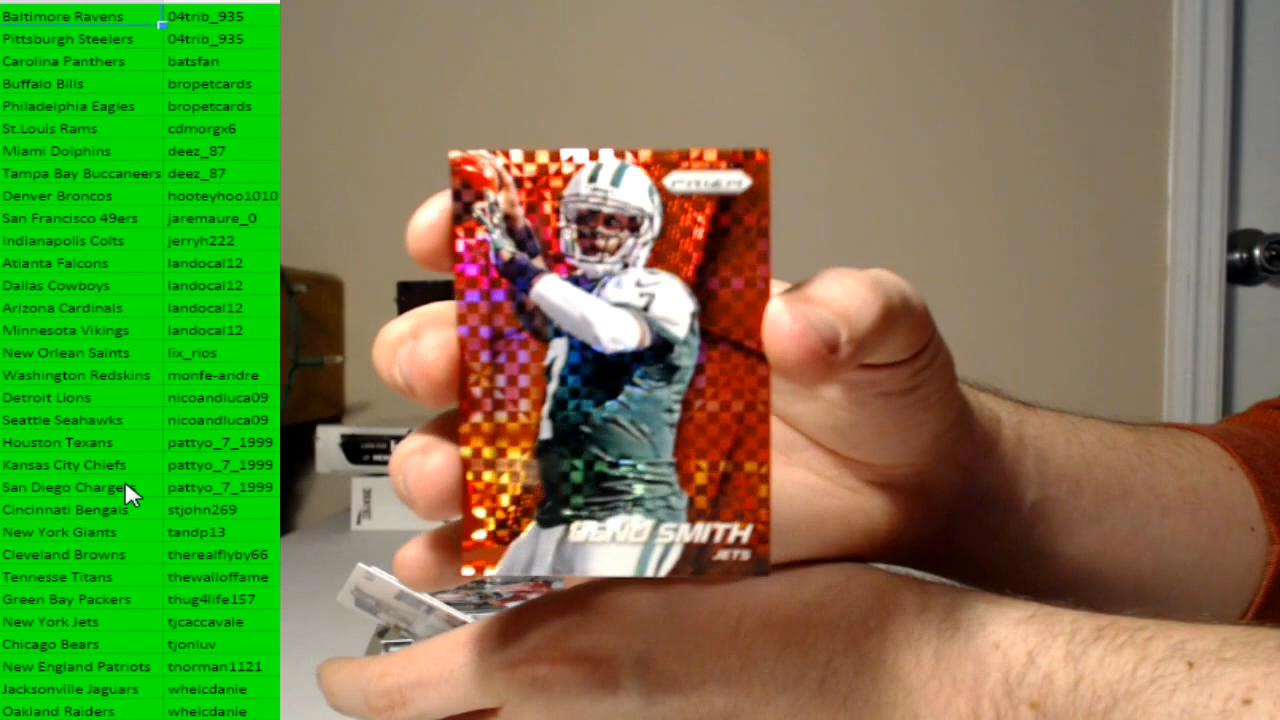 Baltimore Ravens 04trib_935
Pittsburgh Steelers 04trib_935
Carolina Panthers batsfan
Buffalo Bills bropetcards
Philadelphia Eagles bropetcards
St.Louis Rams cdmorgx6
Miami Dolphins deez_87
Tampa Bay Buccaneers deez_87
Denver Broncos hooteyhoo1010
San Francisco 49ers jaremaure_0
Indianapolis Colts jerryh222
Atlanta Falcons landocal12
Dallas Cowboys landocal12
Arizona Cardinals landocal12
Minnesota Vikings landocal12
New Orlean Saints lix_rios
Washington Redskins monfe-andre
Detroit Lions nicoandluca09
Seattle Seahawks nicoandluca09
Houston Texans pattyo_7_1999
Kansas City Chiefs pattyo_7_1999
San Diego Chargers pattyo_7_1999
Cincinnati Bengals stjohn269
New York Giants tandp13
Cleveland Browns therealflyby66
Tennesse Titans thewalloffame
Green Bay Packers thug4life157
New York Jets tjcaccavale
Chicago Bears tjonluv
New England Patriots tnorman1121
Jacksonville Jaguars whelcdanie
Oakland Raiders whelcdanie
PRIZM
7
GENO SMITH
JETS